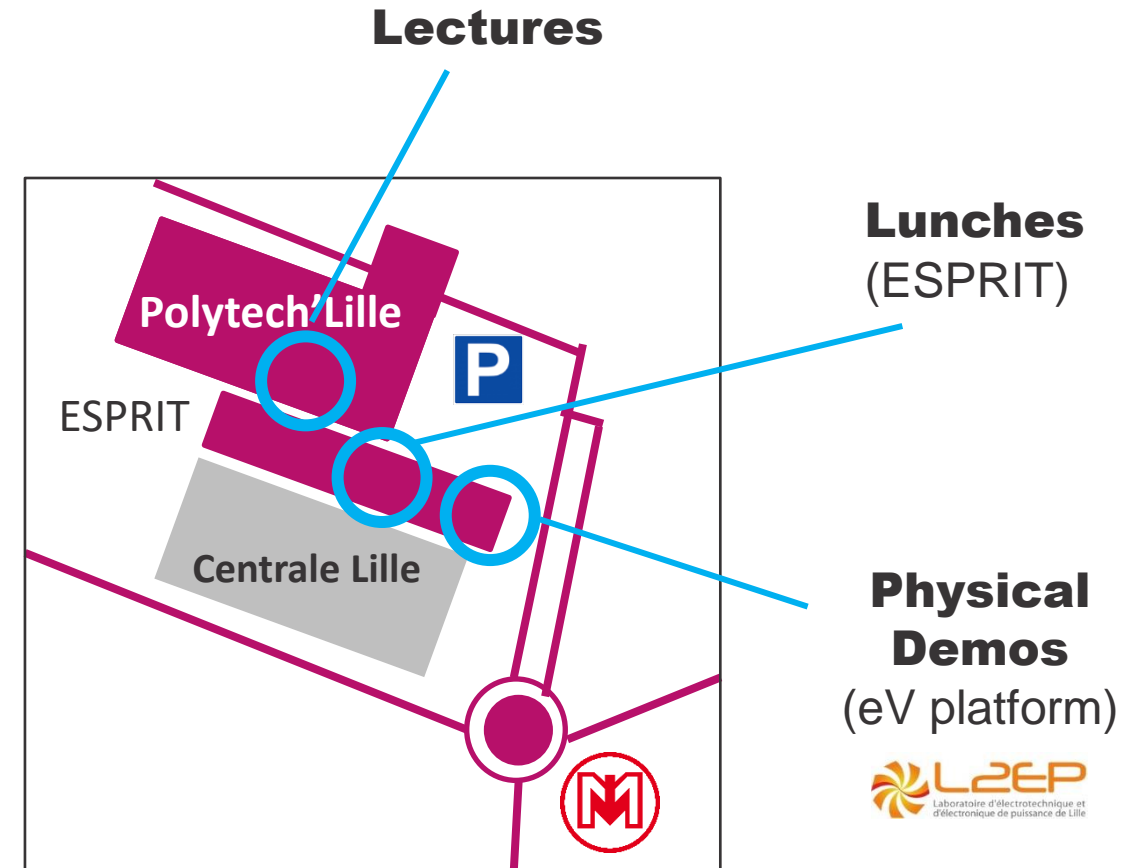 Lectures
Lunches
(ESPRIT)
Polytech'Lille
P
ESPRIT
Centrale Lille
Physical
Demos
(eV platform)
L2EP
Laboratoire d'électrotechnique et
d'électronique de puissance de Lille
M